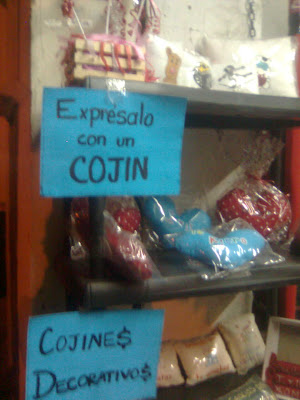 Expresalo
con un
COJIN
COJINE$
DECORATIVO$